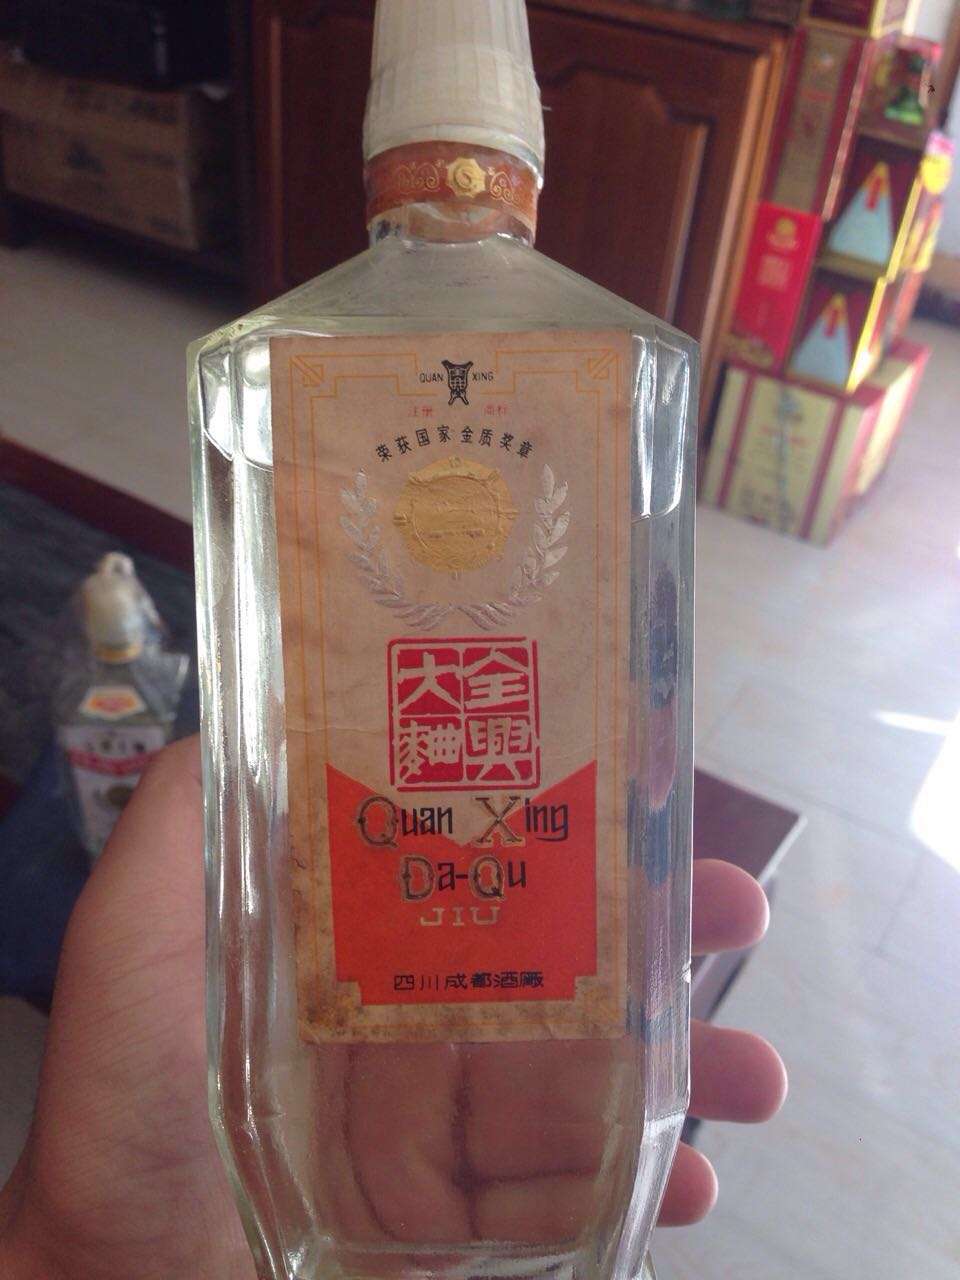 QUAN XING
注册 商标
荣获国家金质奖章
全興
大麯
Quan Xing
Da-Qu
JIU
四川成都酒厰